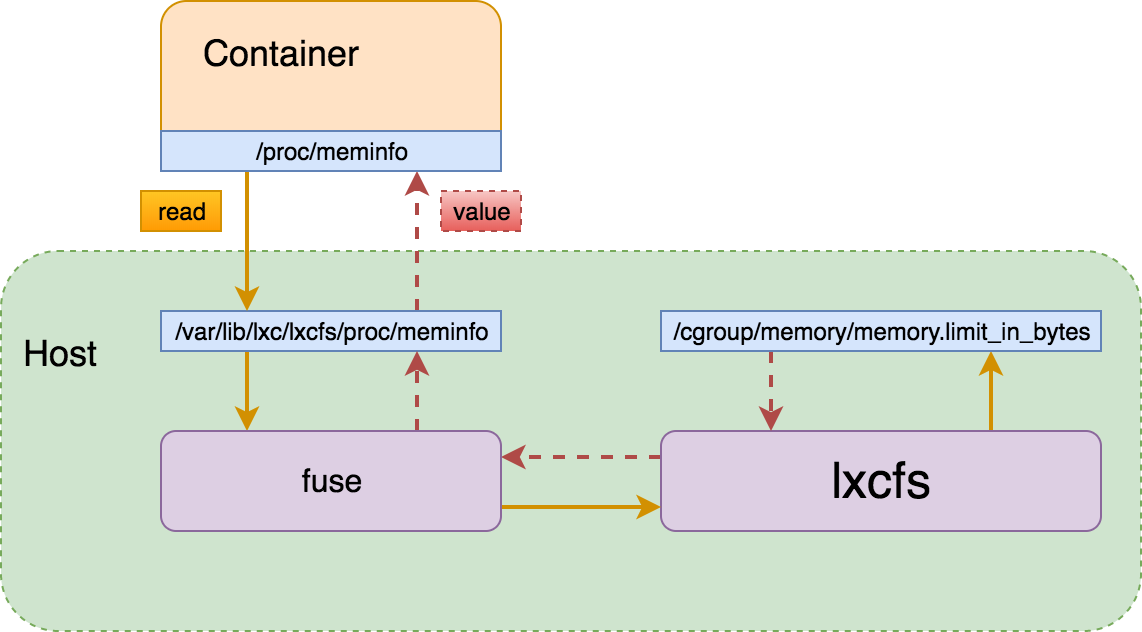 Container
/proc/meminfo
read
value
Host
/var/lib/lxc/lxcfs/proc/meminfo
/cgroup/memory/memory.limit_in_bytes
fuse
lxcfs